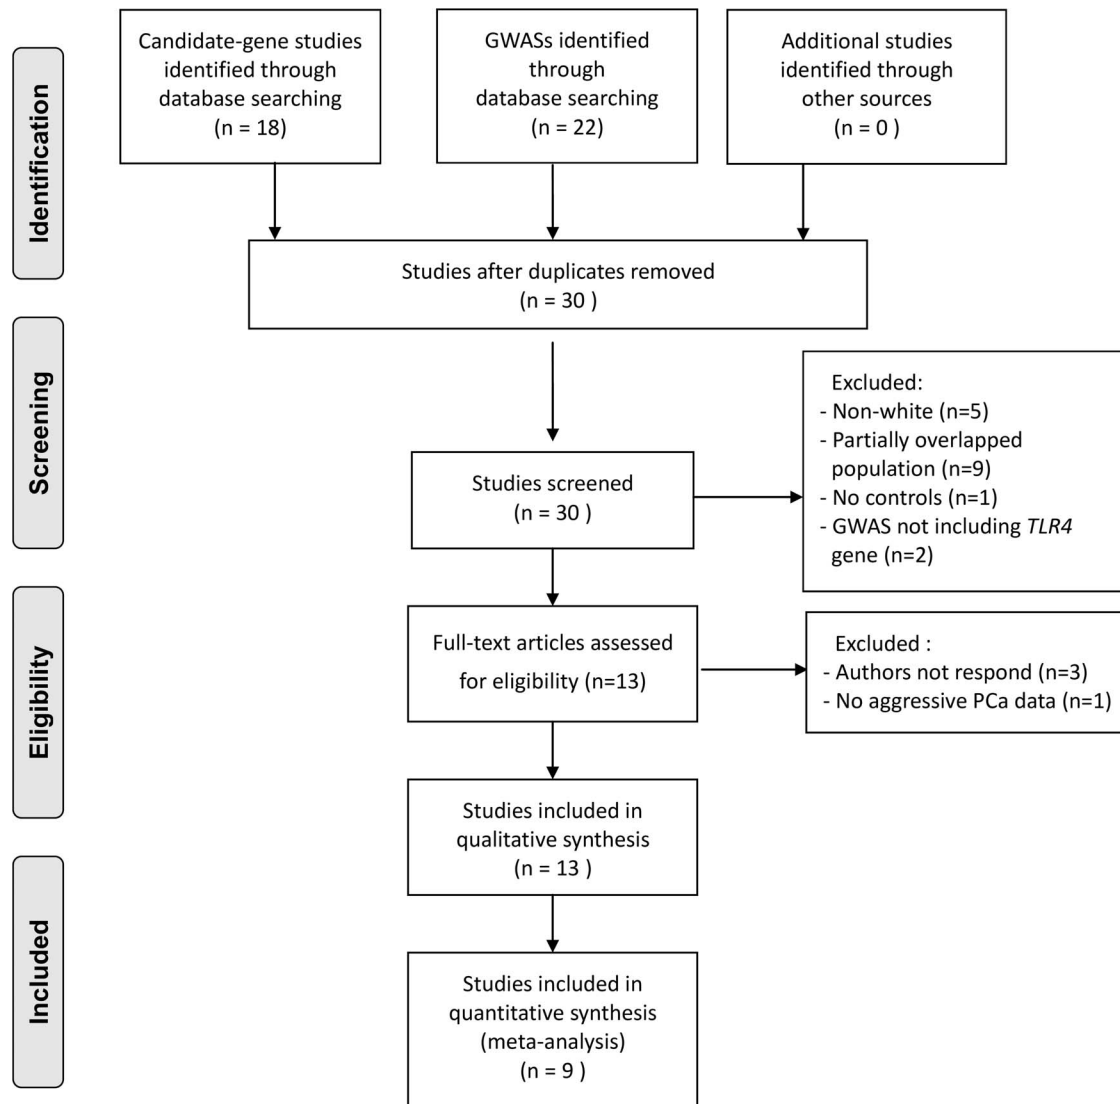 Identification
Candidate-gene studies
identified through
database searching
(n = 18)
GWASs identified
through
database searching
(n = 22)
Additional studies
identified through
other sources
(n = 0 )
Studies after duplicates removed
(n = 30 )
Screening
Studies screened
(n = 30 )
Excluded:
- Non-white (n=5)
- Partially overlapped
population (n=9)
- No controls (n=1)
- GWAS not including TLR4
gene (n=2)
Eligibility
Full-text articles assessed
for eligibility (n=13)
Excluded :
- Authors not respond (n=3)
- No aggressive PCa data (n=1)
Studies included in
qualitative synthesis
(n = 13 )
Included
Studies included in
quantitative synthesis
(meta-analysis)
(n = 9 )